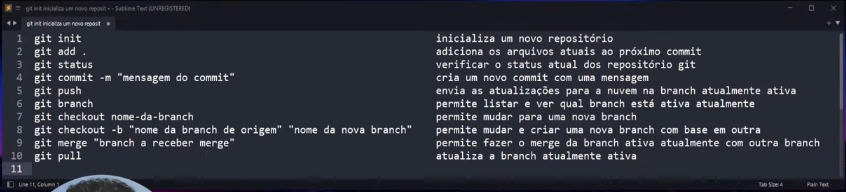 git init inicializa um novo reposit • - Sublime Text (UNREGISTERED)
git init inicializa um novo reposit
1 git init inicializa um novo repositório
2 git add . adiciona os arquivos atuais ao próximo commit
3 git status verificar o status atual dos repositório git
4 git commit -m "mensagem do commit" cria um novo commit com uma mensagem
5 git push envia as atualizações para a nuvem na branch atualmente ativa
6 git branch permite listar e ver qual branch está ativa atualmente
7 git checkout nome-da-branch permite mudar para uma nova branch
8 git checkout -b "nome da branch de origem" "nome da nova branch" permite mudar e criar uma nova branch com base em outra
9 git merge "branch a receber merge" permite fazer o merge da branch ativa atualmente com outra branch
10 git pull atualiza a branch atualmente ativa
11
Line 11, Column 1 Tab Size: 4 Plain Text